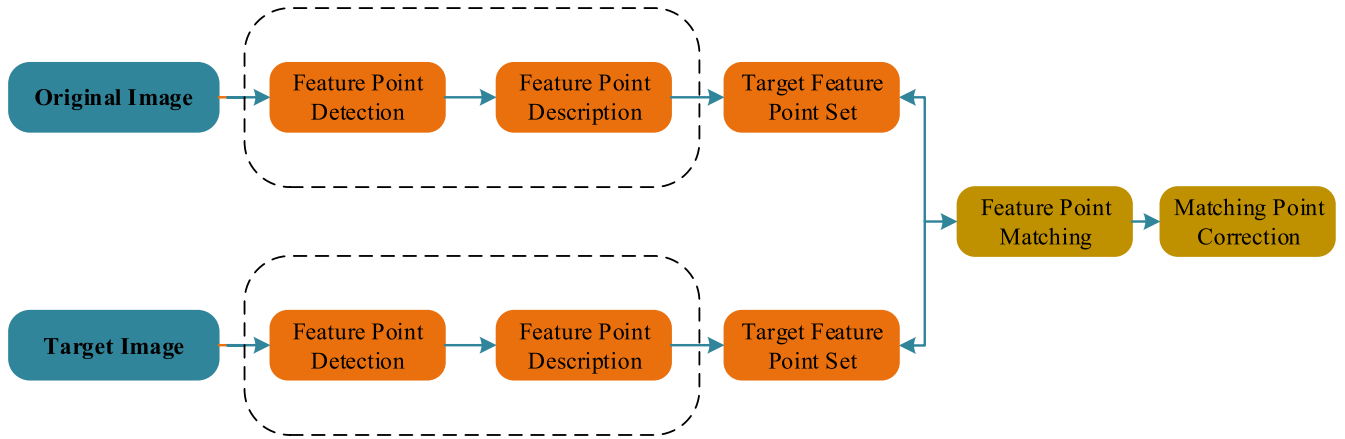 Original Image
Feature Point
Detection
Feature Point
Description
Target Feature
Point Set
Feature Point
Matching
Matching Point
Correction
Target Image
Feature Point
Detection
Feature Point
Description
Target Feature
Point Set